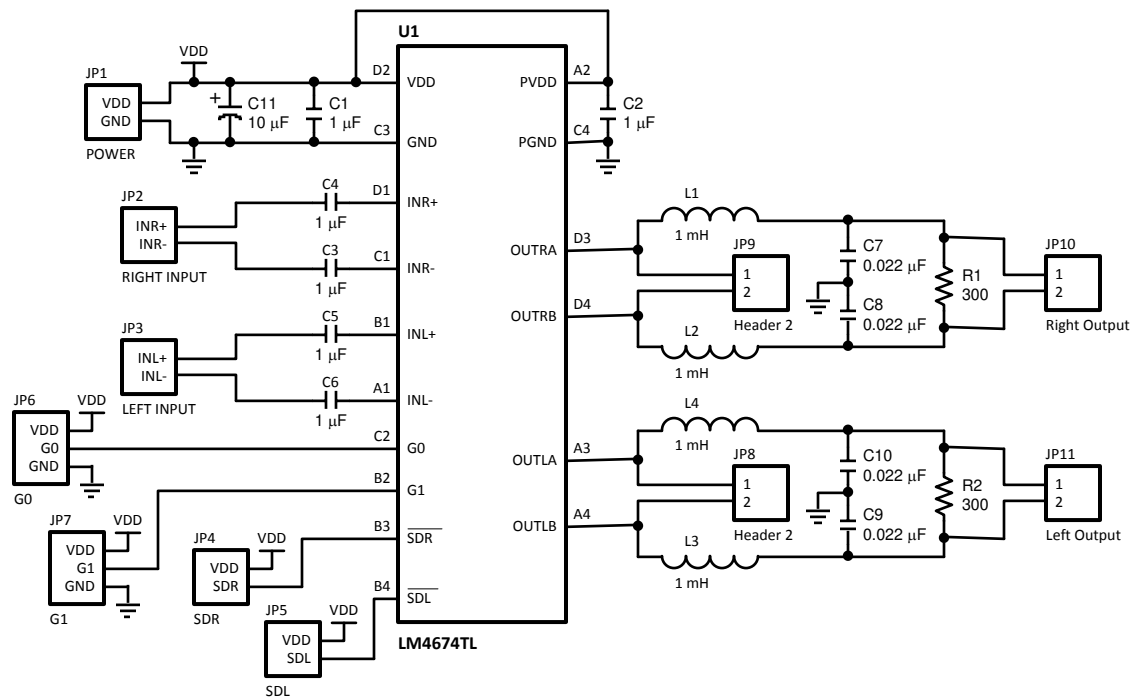 U1
VDD
JP1
VDD
GND
POWER
+
C11
10 µF
C1
1 µF
D2
VDD
C3
GND
PVDD
A2
C2
1 µF
PGND
C4
JP2
INR+
INR-
RIGHT INPUT
C4
1 µF
D1
INR+
C3
1 µF
C1
INR-
JP3
INL+
INL-
LEFT INPUT
C5
1 µF
B1
INL+
C6
1 µF
A1
INL-
JP6
VDD
VDD
G0
GND
G0
C2
G0
JP7
VDD
VDD
G1
GND
G1
B2
G1
JP4
VDD
VDD
SDR
SDR
B3
SDR
JP5
VDD
VDD
SDL
SDL
B4
SDL
LM4674TL
OUTRA
D3
L1
1 mH
JP9
1
2
Header 2
OUTRB
D4
L2
1 mH
C7
0.022 µF
C8
0.022 µF
R1
300
JP10
1
2
Right Output
OUTLA
A3
L4
1 mH
JP8
1
2
Header 2
OUTLB
A4
L3
1 mH
C10
0.022 µF
C9
0.022 µF
R2
300
JP11
1
2
Left Output